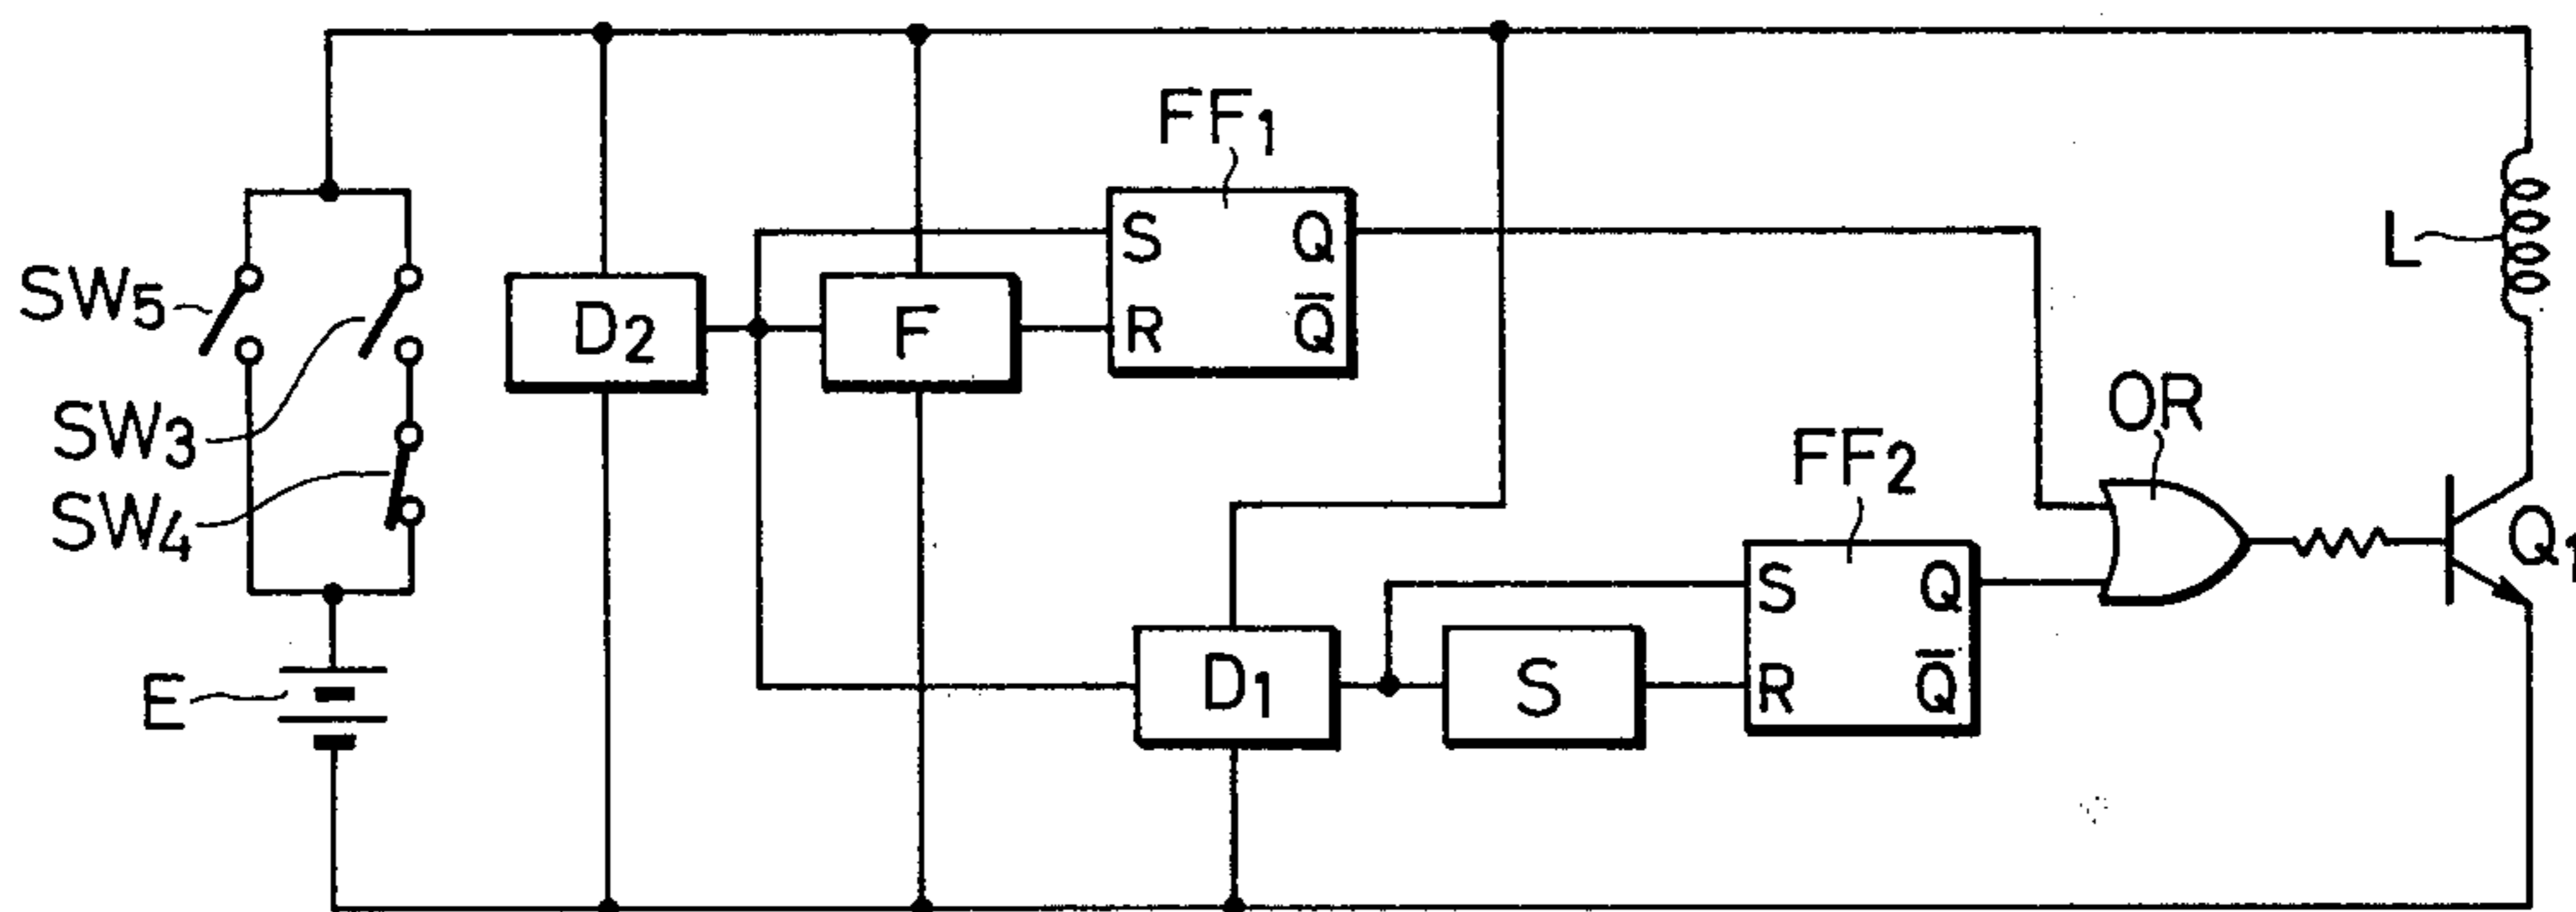 FF₁
S Q
R Q̄
SW₅
D₂
F
L
SW₃
OR
SW₄
FF₂
S Q
R Q̄
Q₁
D₁
S
E